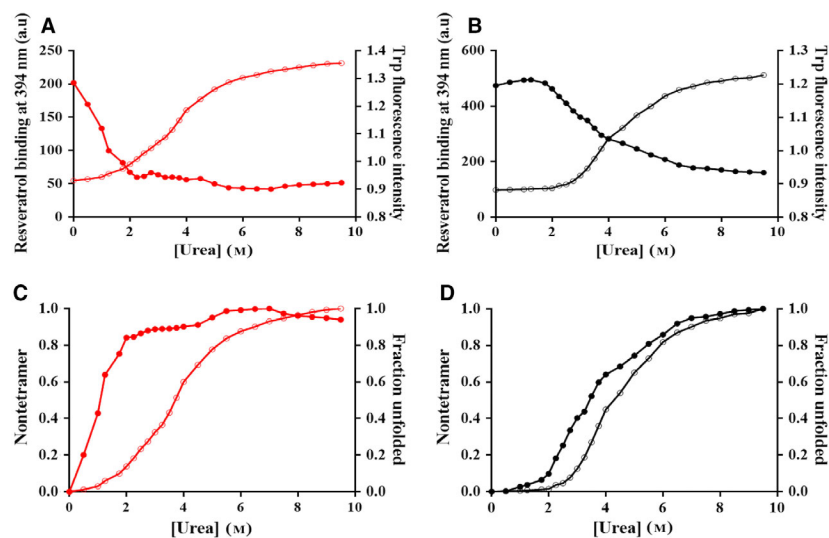 A
Resveratrol binding at 394 nm (a.u)
250
200
150
100
50
0
1.4
1.3
1.2
1.1
1.0
0.9
0.8
Trp fluorescence intensity
0 2 4 6 8 10
[Urea] (M)
B
Resveratrol binding at 394 nm (a.u)
600
400
200
0
1.3
1.2
1.1
1.0
0.9
0.8
Trp fluorescence intensity
0 2 4 6 8 10
[Urea] (M)
C
Nontetramer
1.0
0.8
0.6
0.4
0.2
0.0
1.0
0.8
0.6
0.4
0.2
0.0
Fraction unfolded
0 2 4 6 8 10
[Urea] (M)
D
Nontetramer
1.0
0.8
0.6
0.4
0.2
0.0
1.0
0.8
0.6
0.4
0.2
0.0
Fraction unfolded
0 2 4 6 8 10
[Urea] (M)